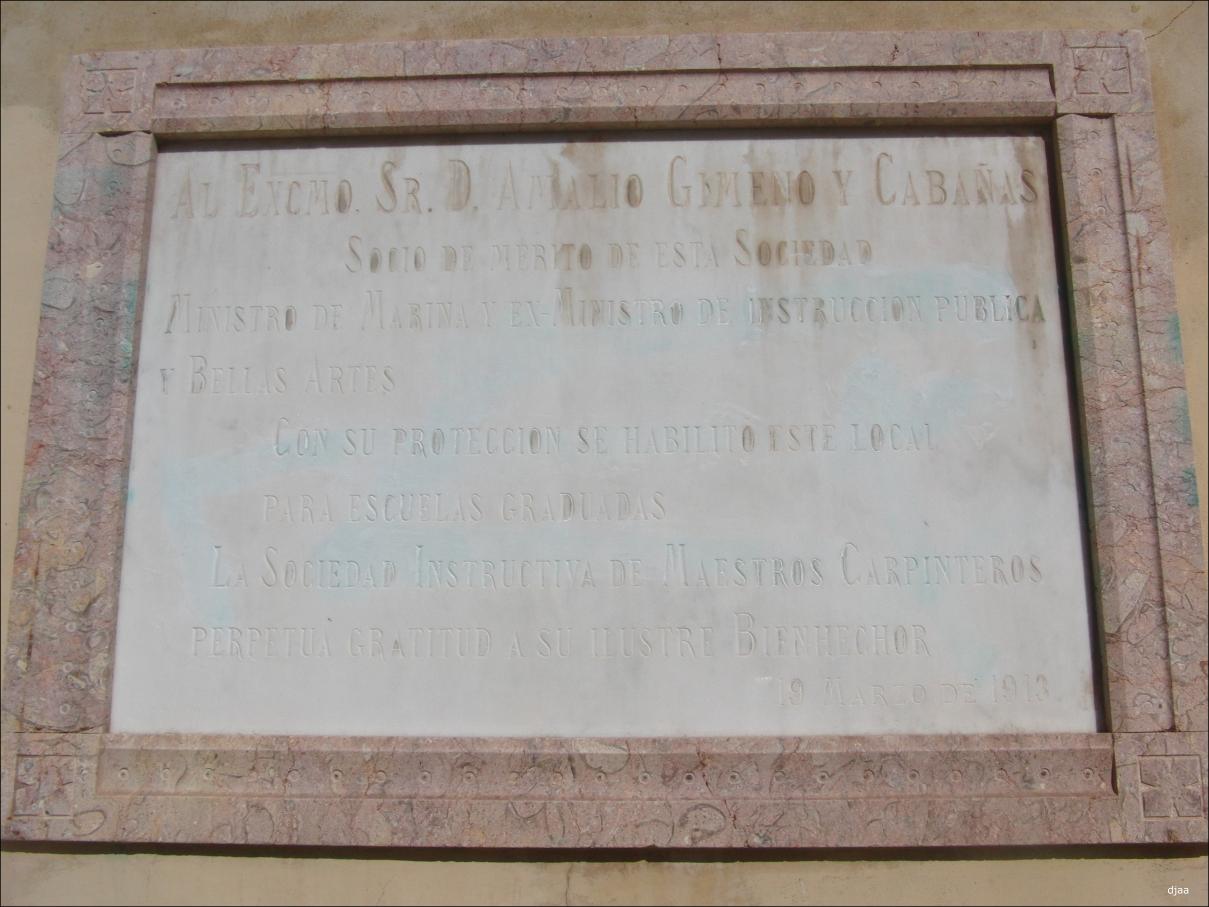 Al Excmo. Sr. D. Amalio Gimeno y Cabañas
Socio de merito de esta Sociedad
Ministro de Marina y ex-Ministro de instruccion publica
y Bellas Artes
Con su proteccion se habilito este local
para escuelas graduadas
La Sociedad Instructiva de Maestros Carpinteros
perpetua gratitud a su ilustre Bienhechor
19 Marzo de 1913
djaa